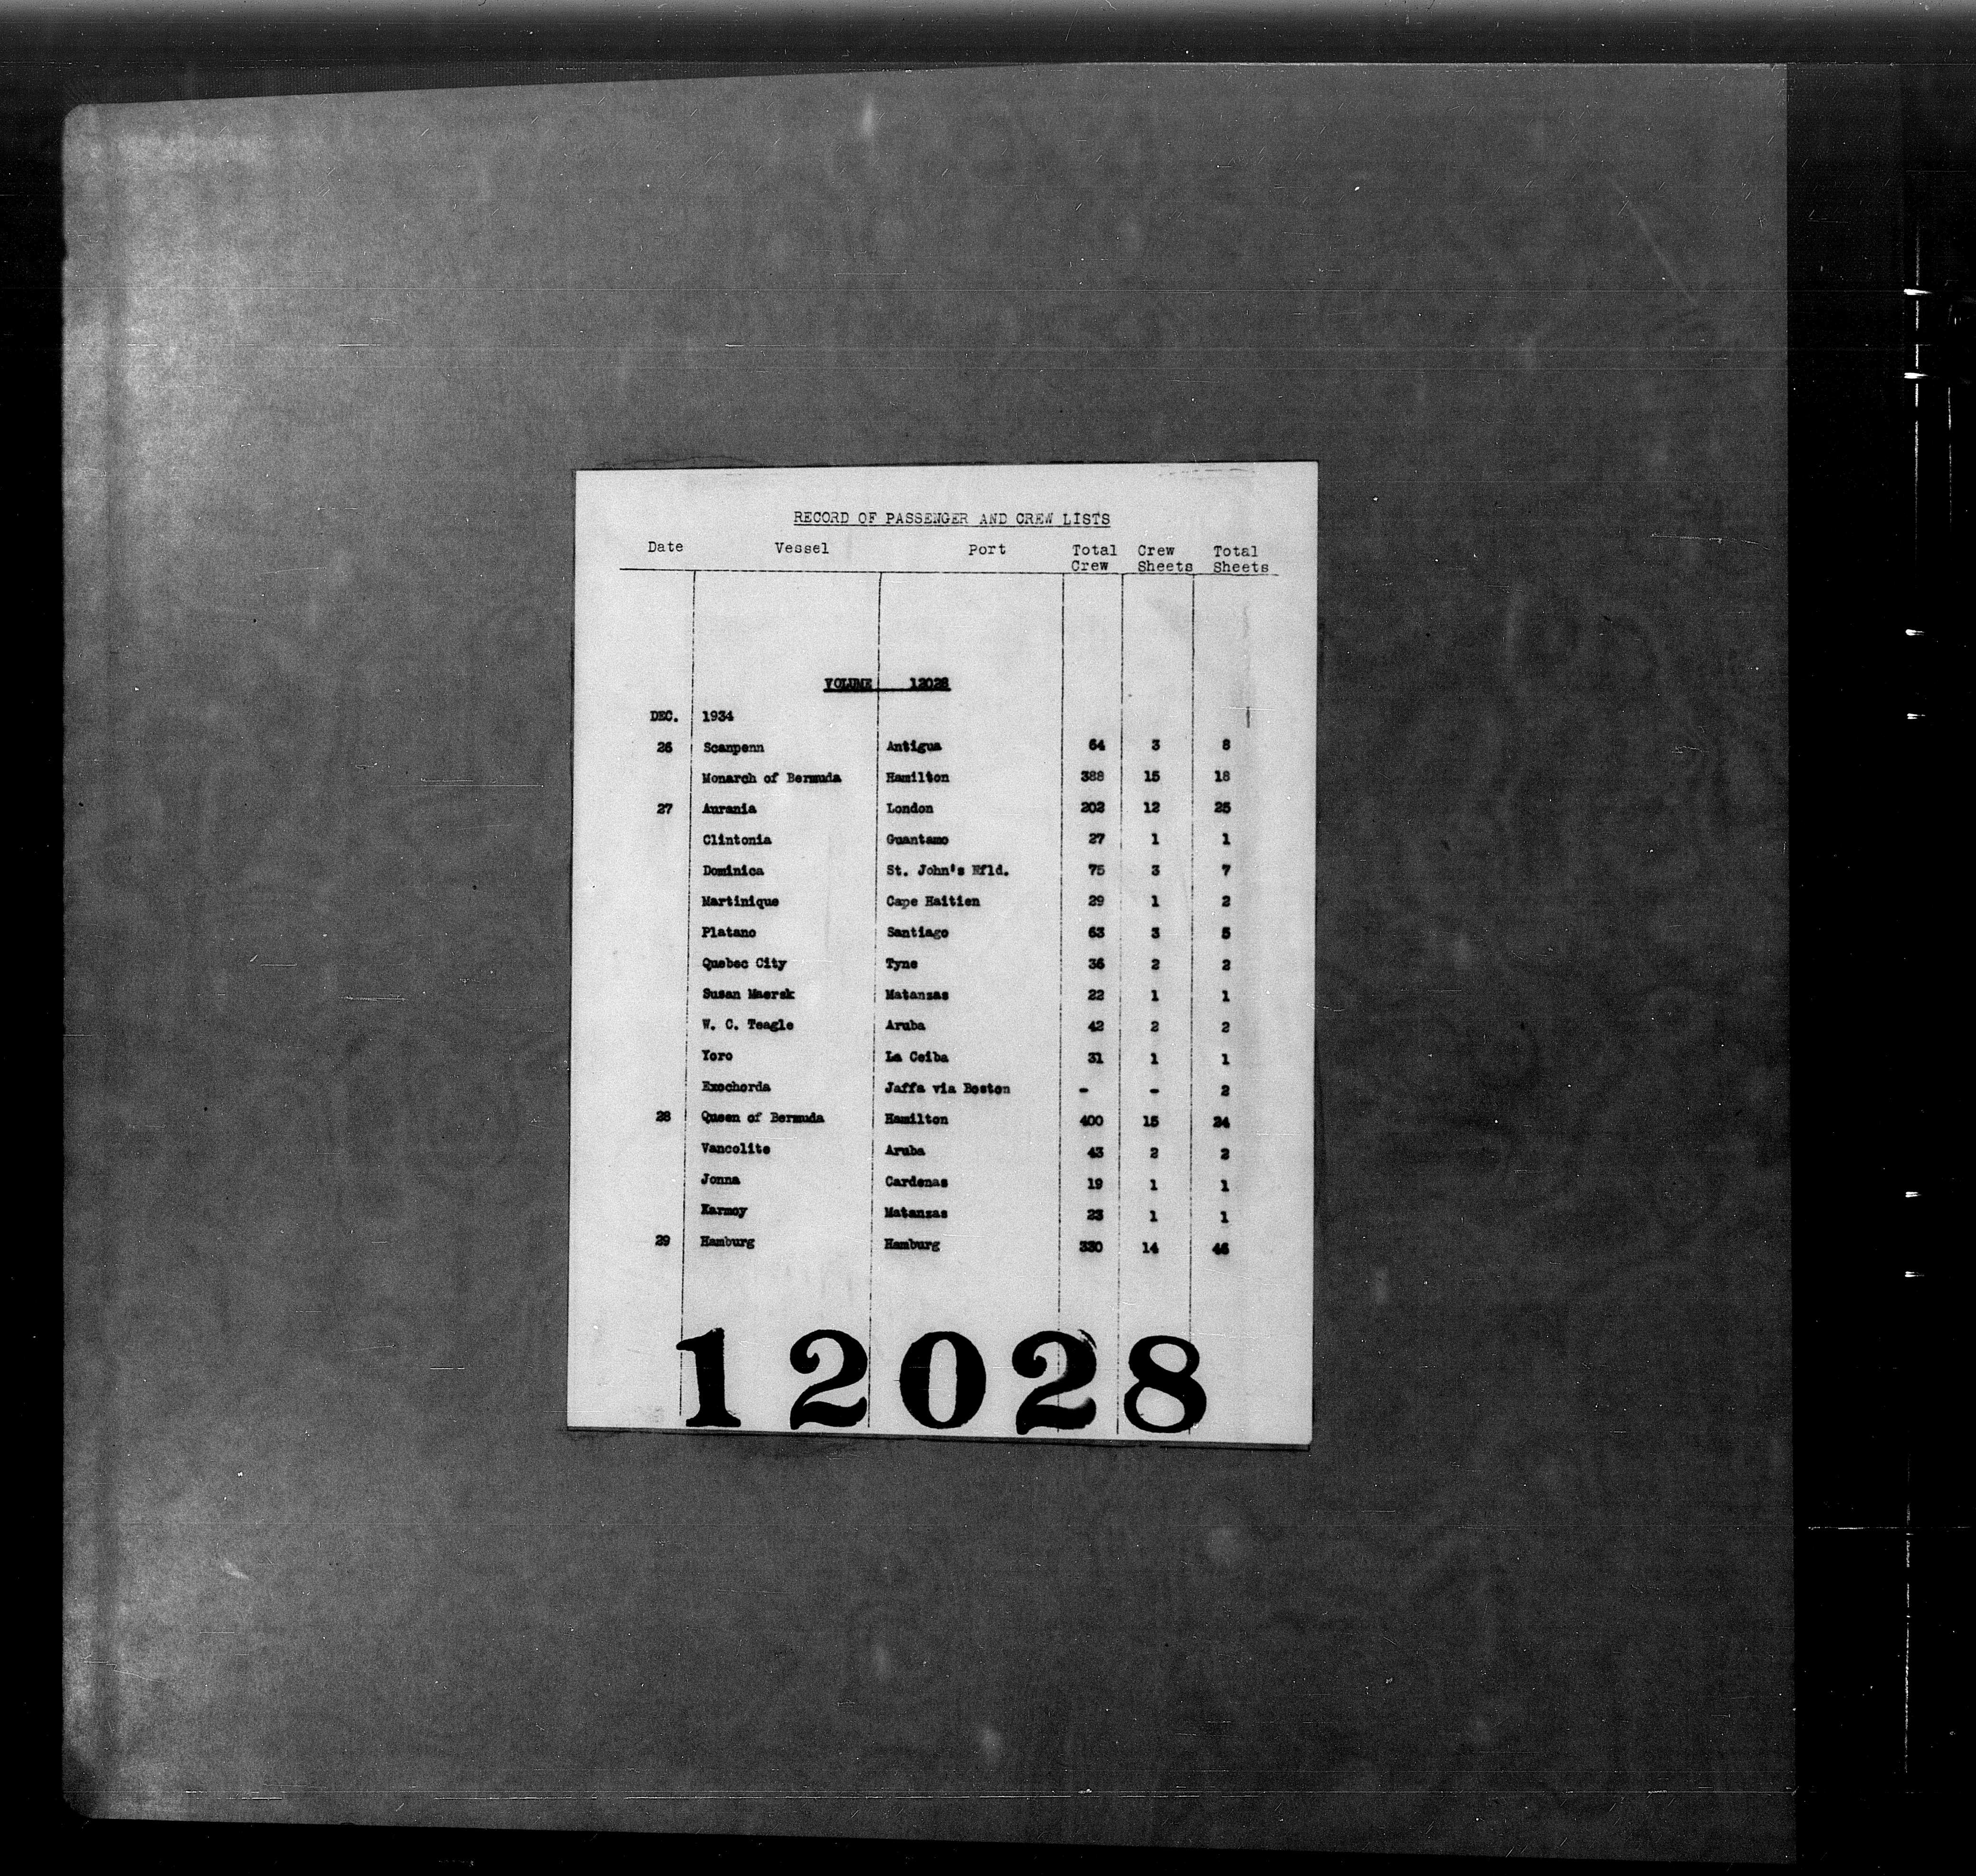 RECORD OF PASSENGER AND CREW LISTS
Date Vessel Port Total Crew Crew Sheets Total Sheets
VOLUME 12028
DEC. 1934
26 Scanpenn Antigua 64 3 8
Monarch of Bermuda Hamilton 388 15 18
27 Aurania London 202 12 25
Clintonia Guantamo 27 1 1
Dominica St. John's Nfld. 75 3 7
Martinique Cape Haitien 29 1 2
Platano Santiago 63 3 5
Quebec City Tyne 36 2 2
Susan Maersk Matanzas 22 1 1
W. C. Teagle Aruba 42 2 2
Yoro La Ceiba 31 1 1
Exochorda Jaffa via Boston - - 2
28 Queen of Bermuda Hamilton 400 15 24
Vancolite Aruba 43 2 2
Jonna Cardenas 19 1 1
Karmoy Matanzas 23 1 1
29 Hamburg Hamburg 330 14 46
12028